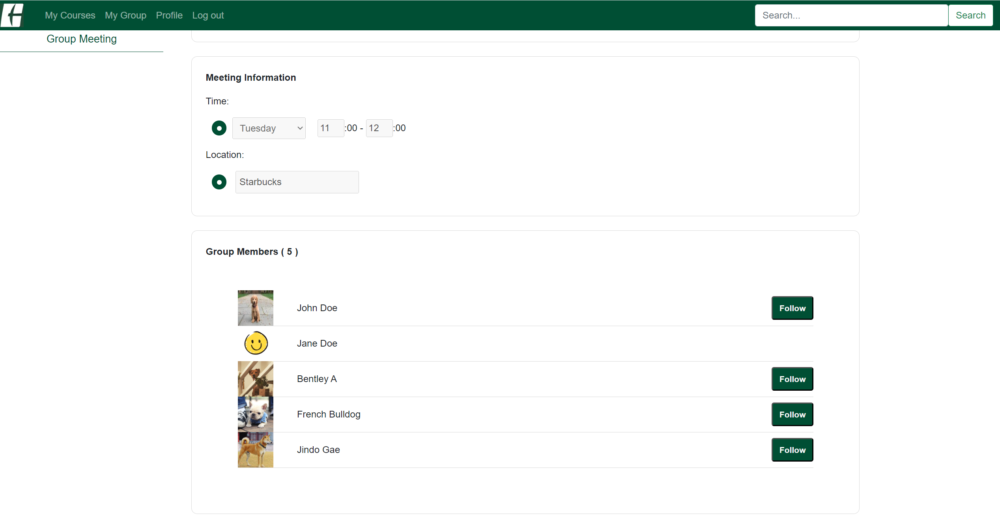 My Courses My Group Profile Log out Search... Search
Group Meeting
Meeting Information
Time:
Tuesday 11 :00 - 12 :00
Location:
Starbucks
Group Members ( 5 )
John Doe Follow
Jane Doe
Bentley A Follow
French Bulldog Follow
Jindo Gae Follow